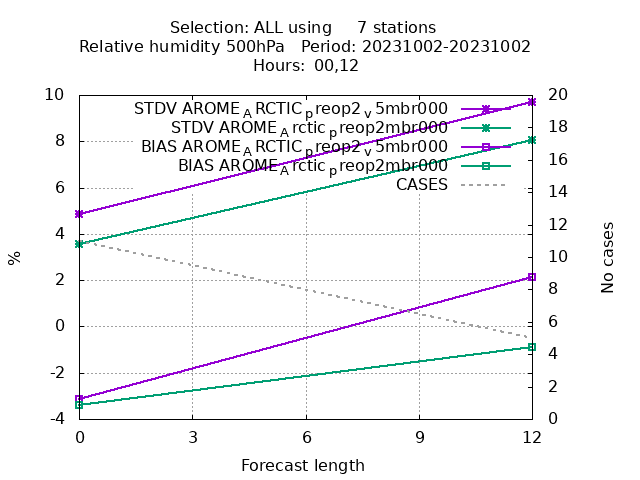 Selection: ALL using     7 stations
Relative humidity 500hPa   Period: 20231002-20231002
Hours:  00,12
STDV AROME_ARCTIC_preop2_v5mbr000
STDV AROME_Arctic_preop2mbr000
BIAS AROME_ARCTIC_preop2_v5mbr000
BIAS AROME_Arctic_preop2mbr000
CASES
%
10
8
6
4
2
0
-2
-4
20
18
16
14
12
10
8
6
4
2
0
No cases
0 3 6 9 12
Forecast length